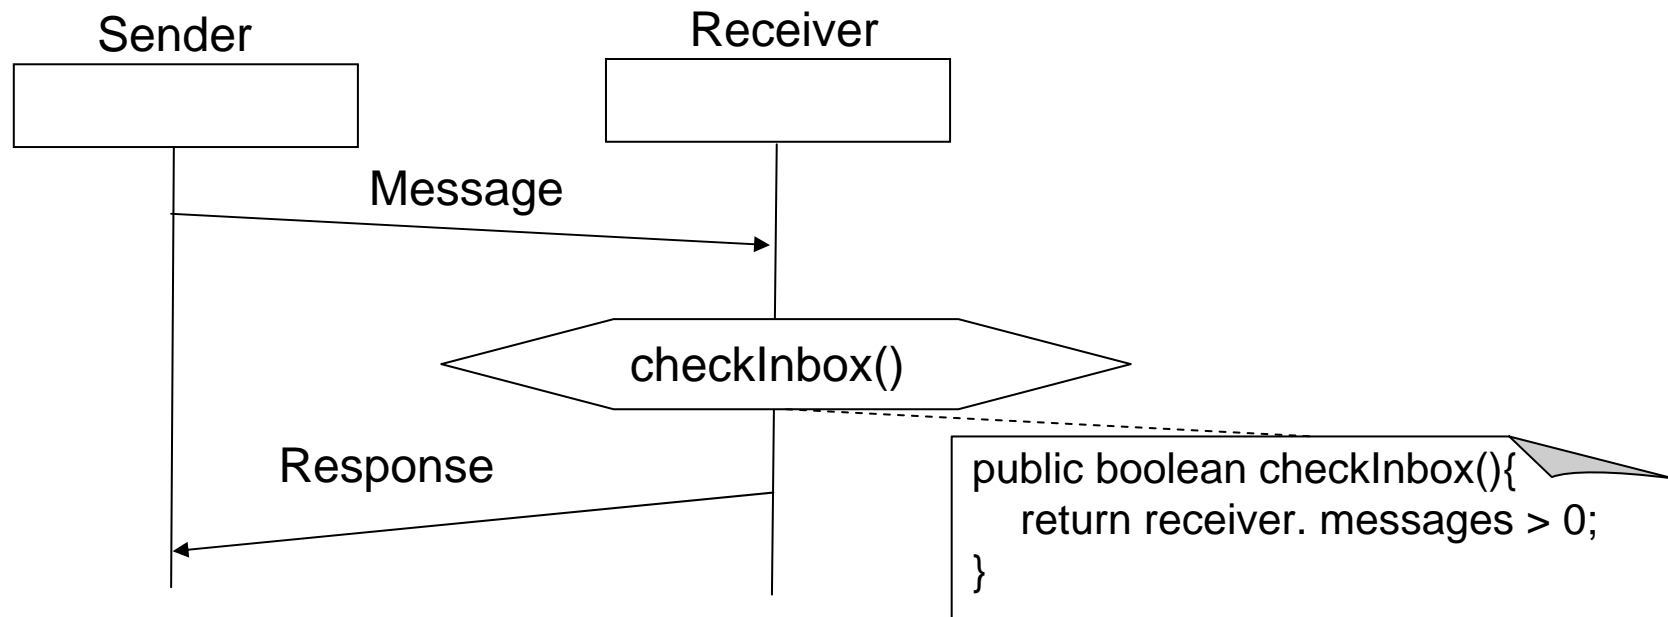 Sender
Receiver
Message
checkInbox()
Response
public boolean checkInbox(){
return receiver. messages > 0;
}